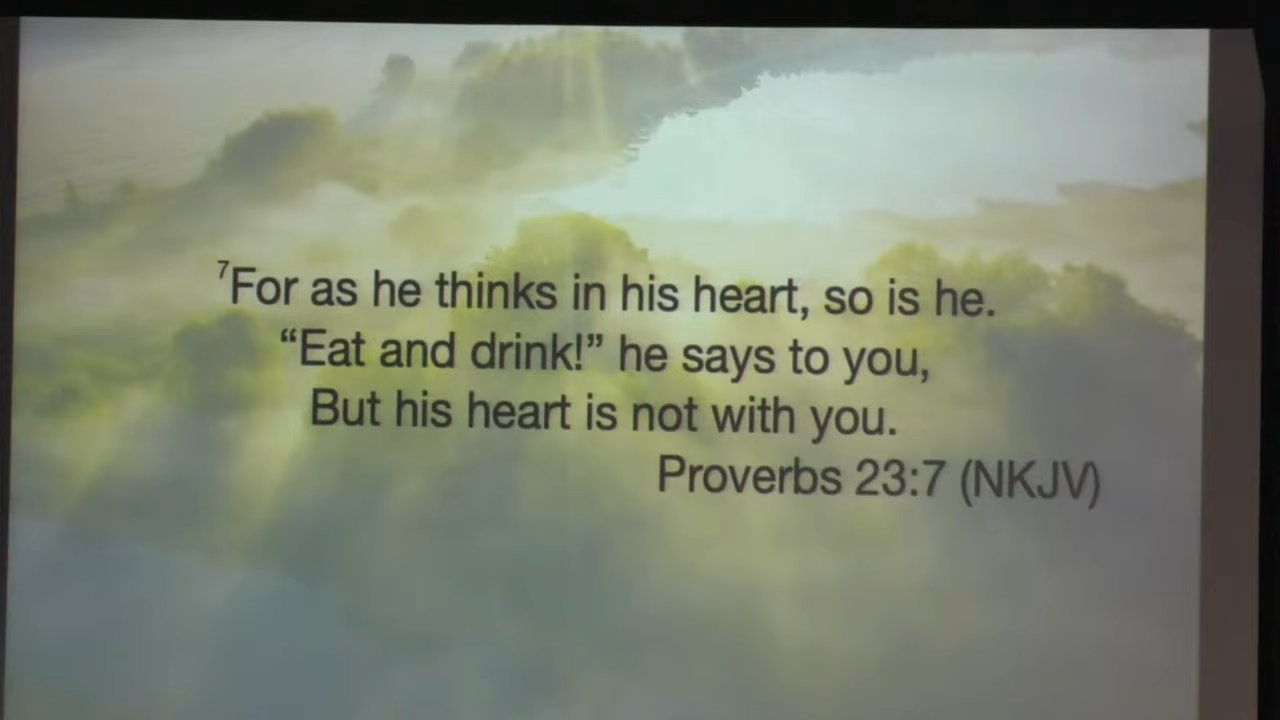 ⁷For as he thinks in his heart, so is he.
“Eat and drink!” he says to you,
But his heart is not with you.
Proverbs 23:7 (NKJV)